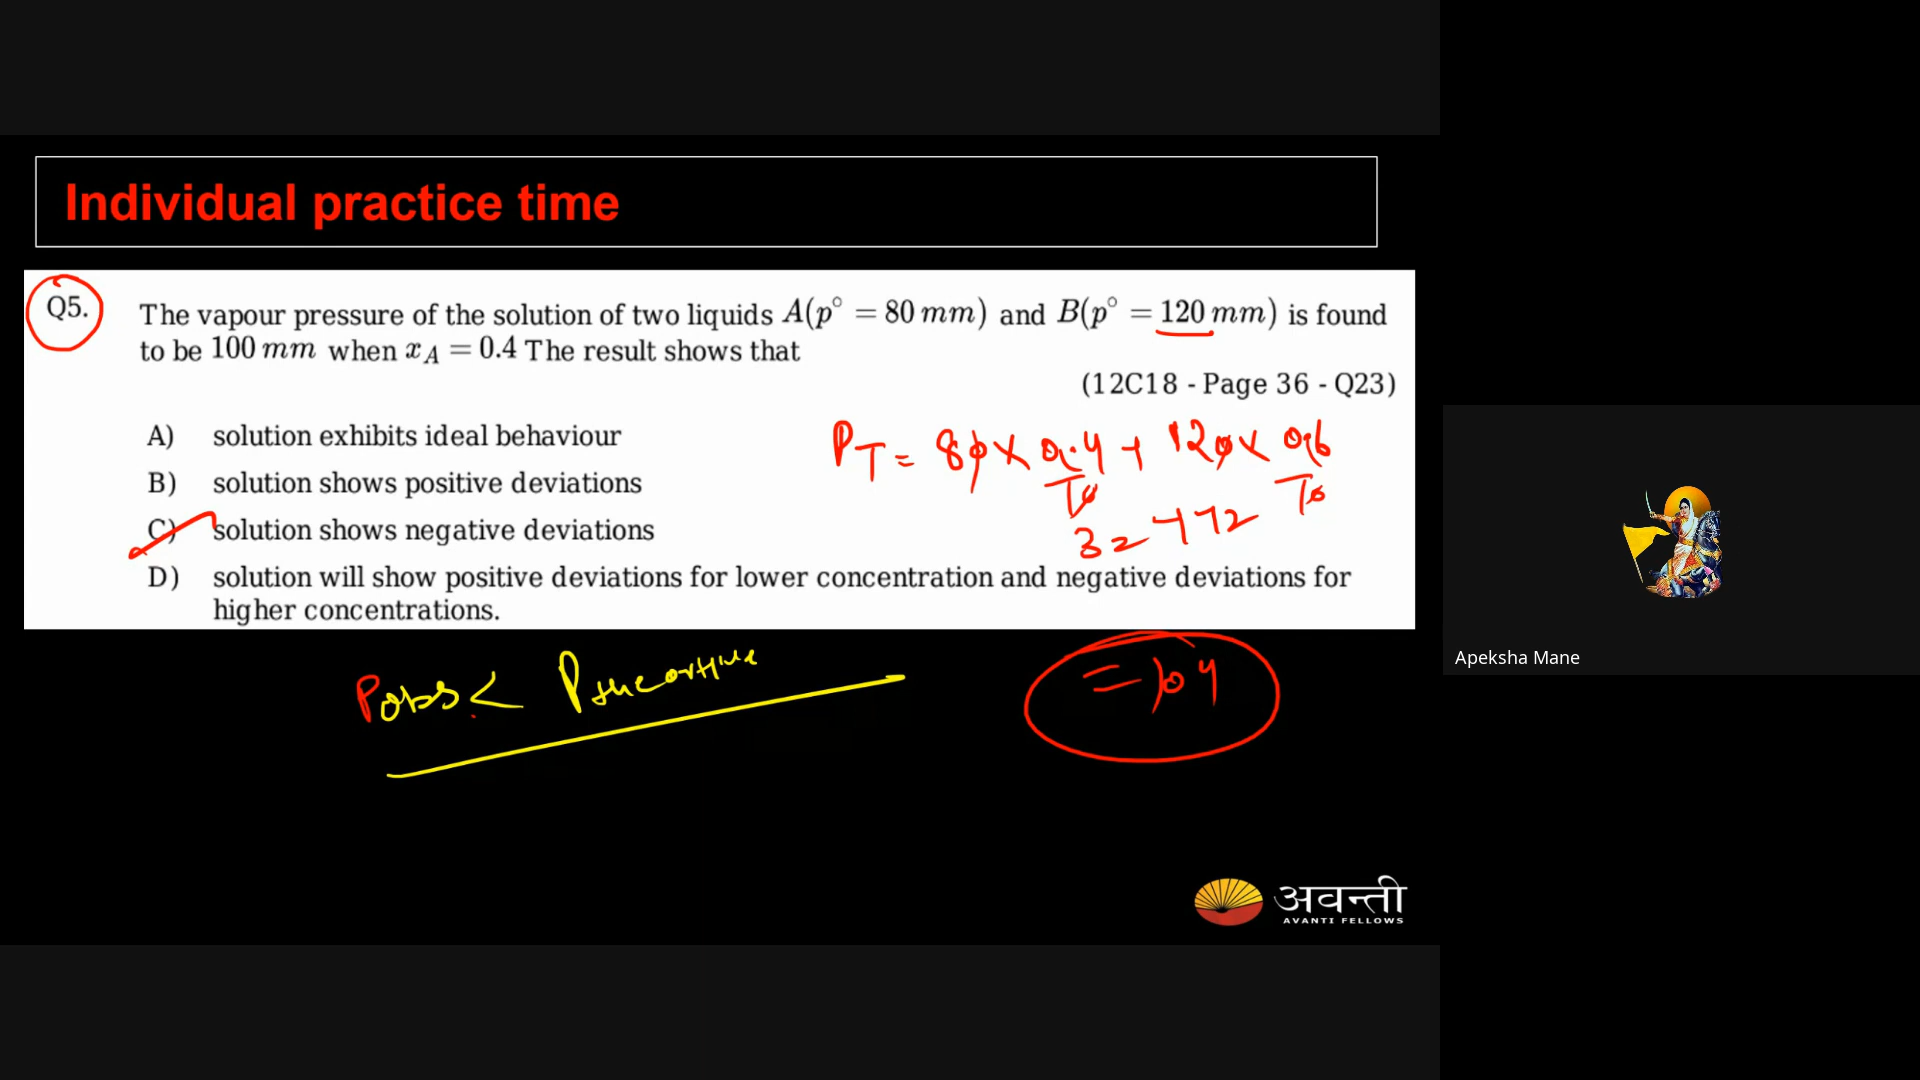 Individual practice time
Q5. The vapour pressure of the solution of two liquids A(p° = 80 mm) and B(p° = 120 mm) is found
to be 100 mm when x_A = 0.4 The result shows that
(12C18 - Page 36 - Q23)
A) solution exhibits ideal behaviour
B) solution shows positive deviations
C) solution shows negative deviations
D) solution will show positive deviations for lower concentration and negative deviations for
higher concentrations.
P_T = 80 x 0.4 + 120 x 0.6
10 10
32 + 72
= 104
Pobs <
Apeksha Mane
अवन्ती
AVANTI FELLOWS